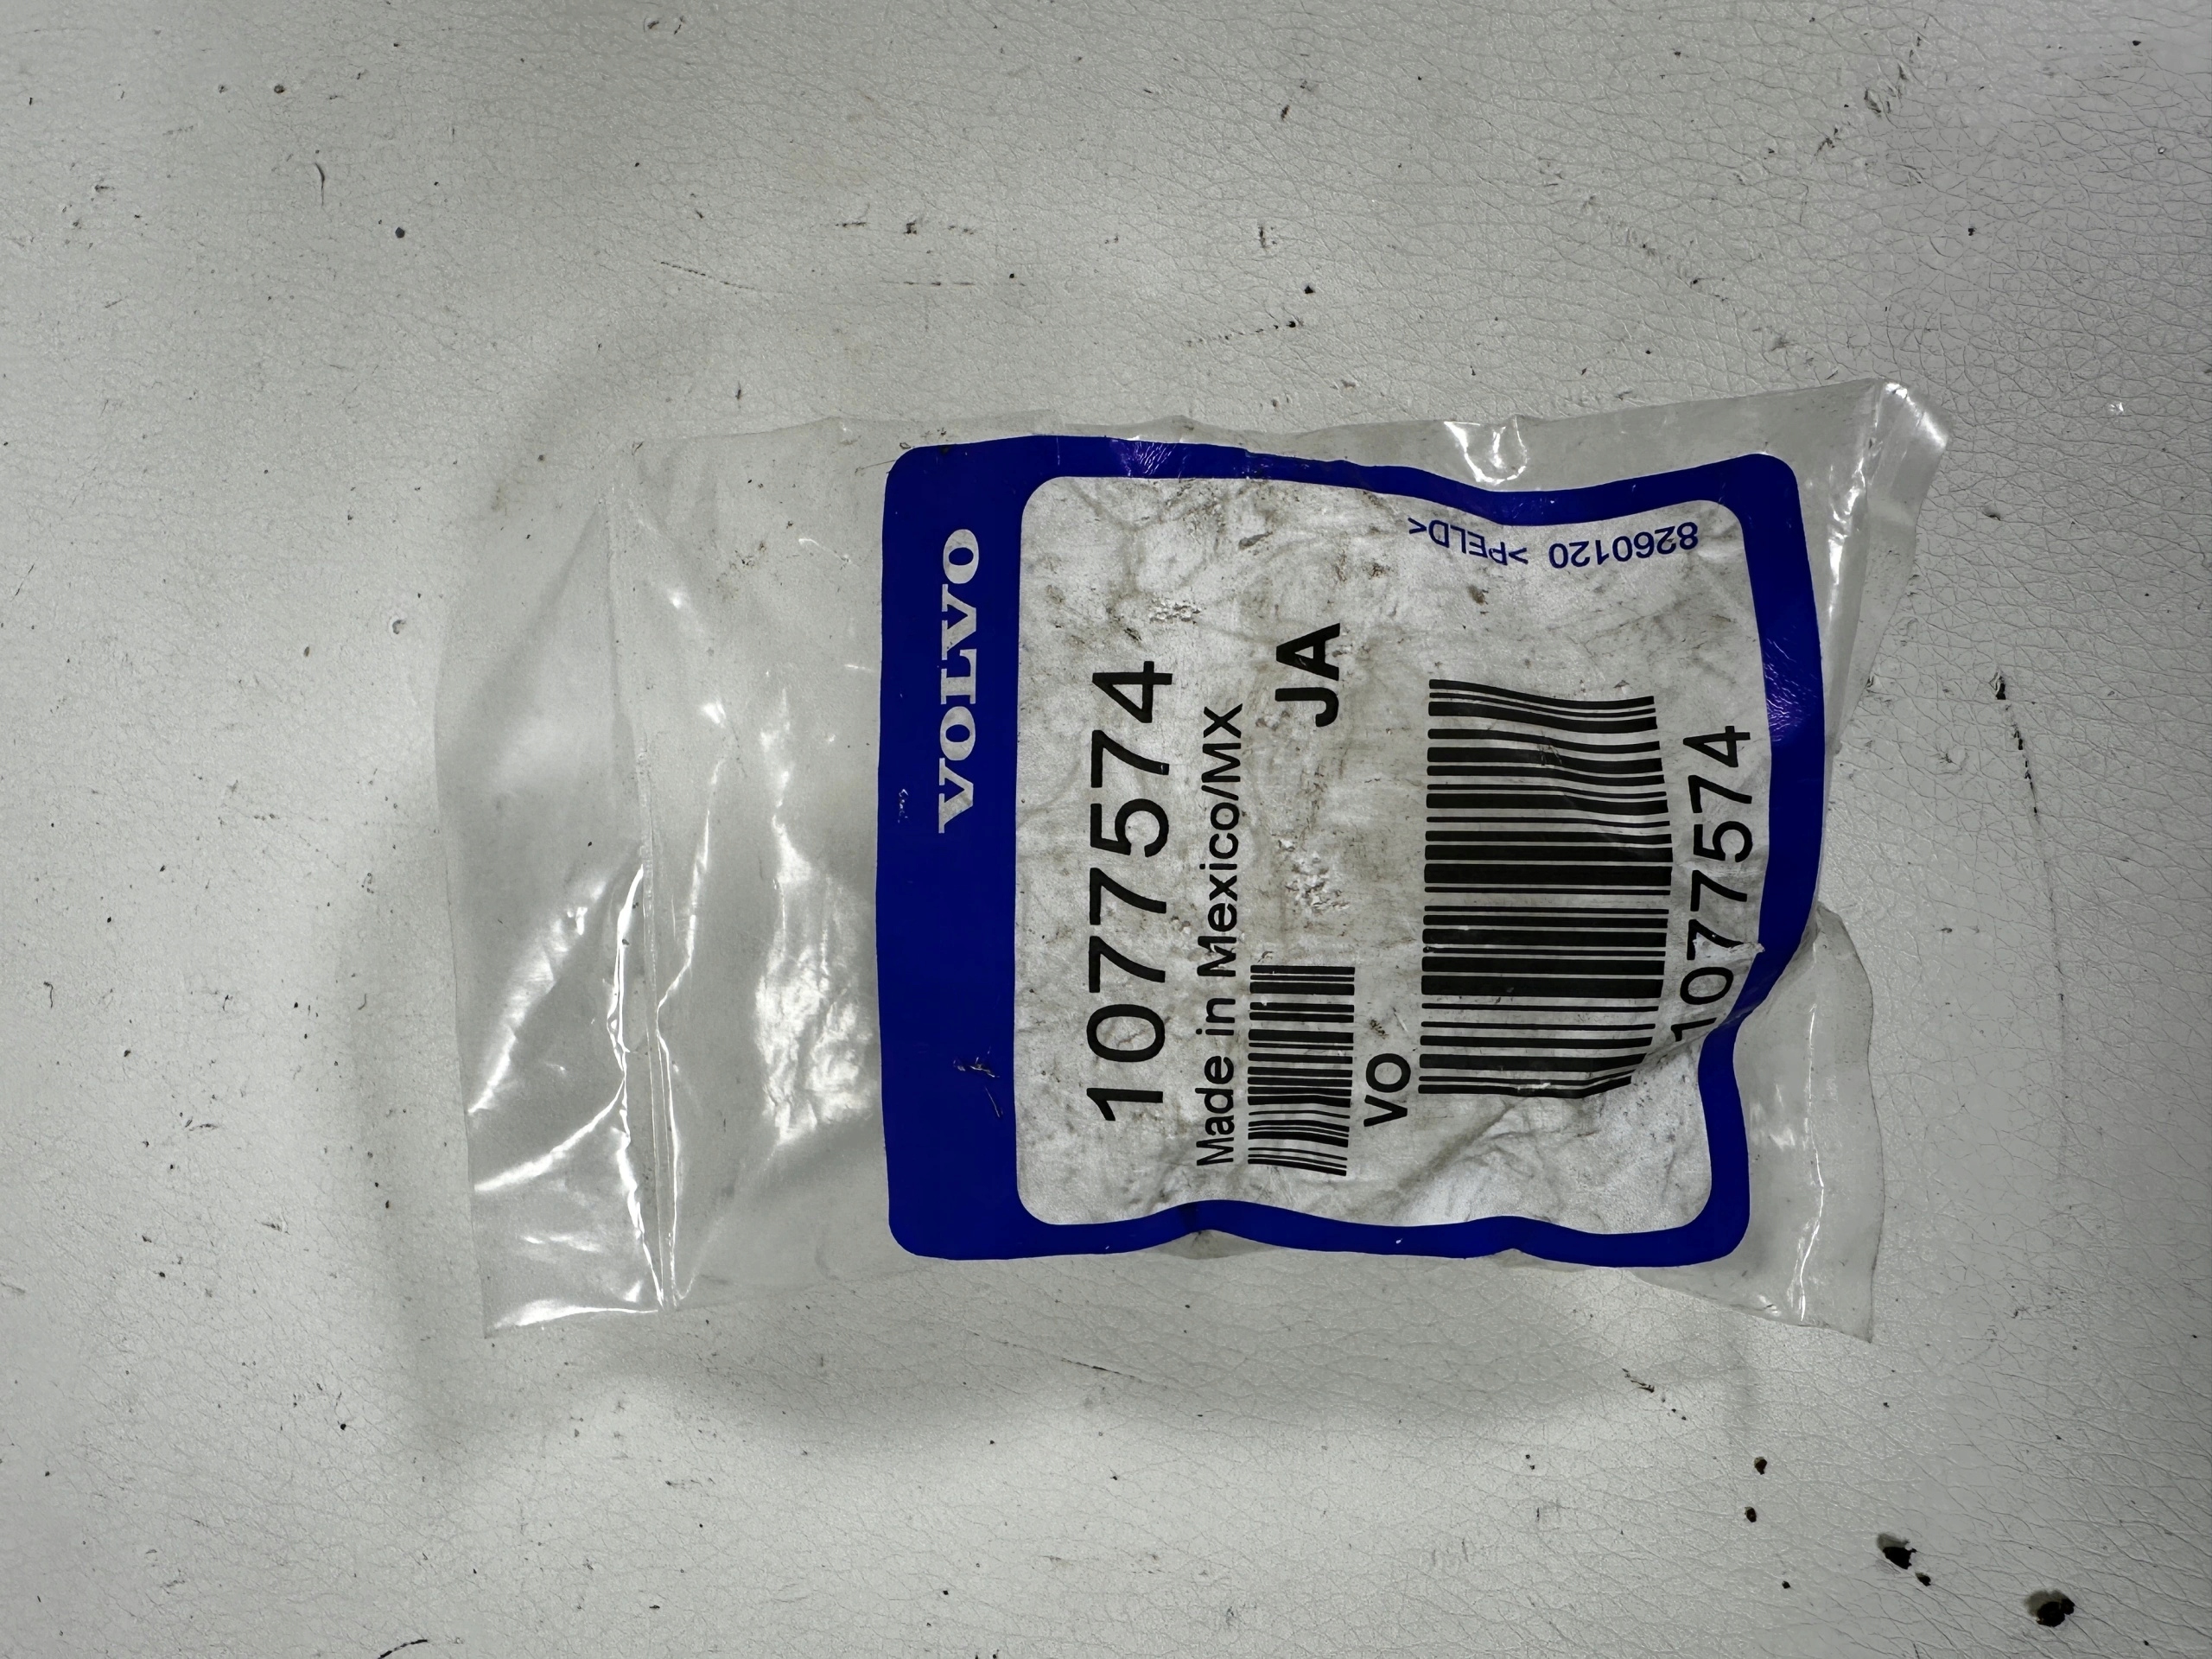 VOLVO
1077574
Made in Mexico/MX
JA
VO
1077574
8260120 >PELD<